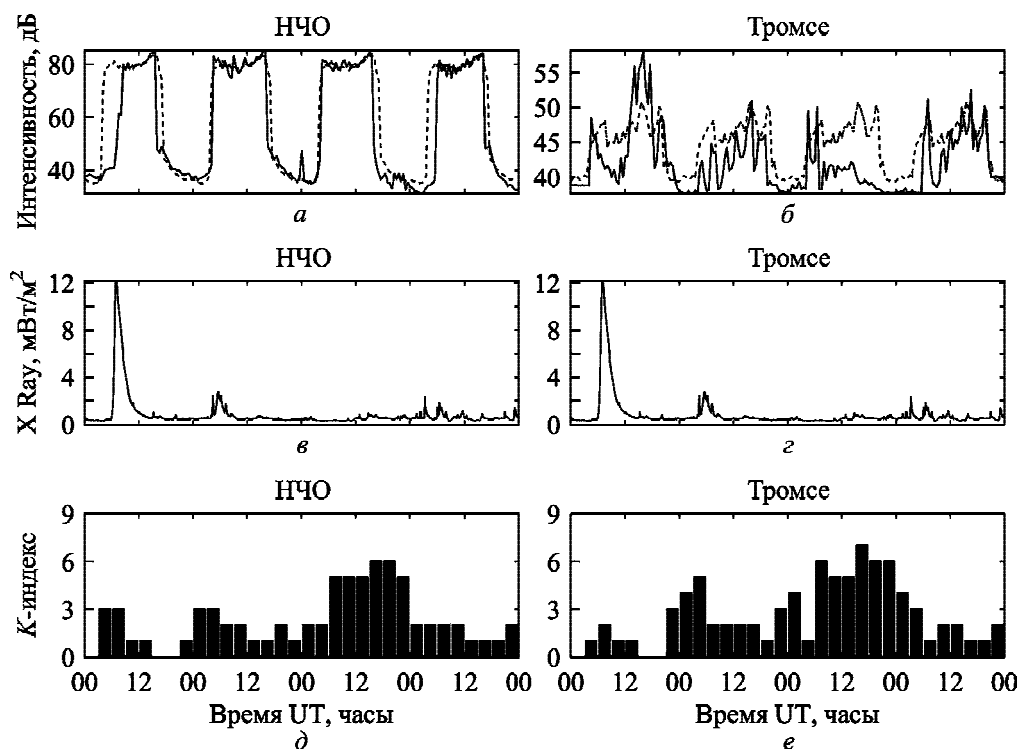 НЧО Тромсе
Интенсивность, дБ
80
60
40
55
50
45
40
а б
НЧО Тромсе
X Ray, мВт/м²
12
8
4
0
12
8
4
0
в г
НЧО Тромсе
К-индекс
9
6
3
0
9
6
3
0
00 12 00 12 00 12 00 12 00 00 12 00 12 00 12 00 12 00
Время UT, часы Время UT, часы
д е